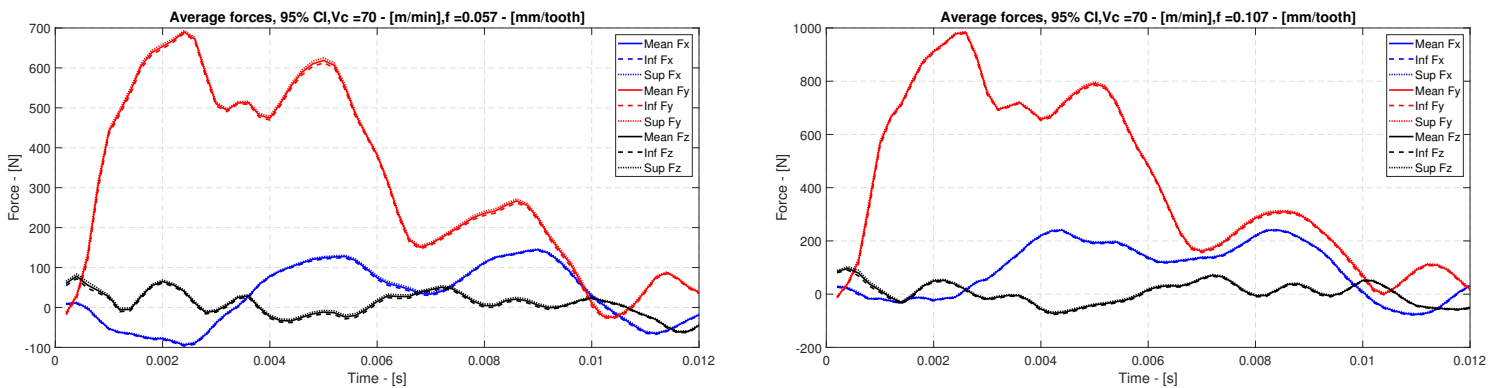 Average forces, 95% CI,Vc =70 - [m/min],f =0.057 - [mm/tooth]
700
600
500
400
300
200
100
0
-100
Force - [N]
0
0.002
0.004
0.006
0.008
0.01
0.012
Time - [s]
Mean Fx
Inf Fx
Sup Fx
Mean Fy
Inf Fy
Sup Fy
Mean Fz
Inf Fz
Sup Fz
Average forces, 95% CI,Vc =70 - [m/min],f =0.107 - [mm/tooth]
1000
800
600
400
200
0
-200
Force - [N]
0
0.002
0.004
0.006
0.008
0.01
0.012
Time - [s]
Mean Fx
Inf Fx
Sup Fx
Mean Fy
Inf Fy
Sup Fy
Mean Fz
Inf Fz
Sup Fz